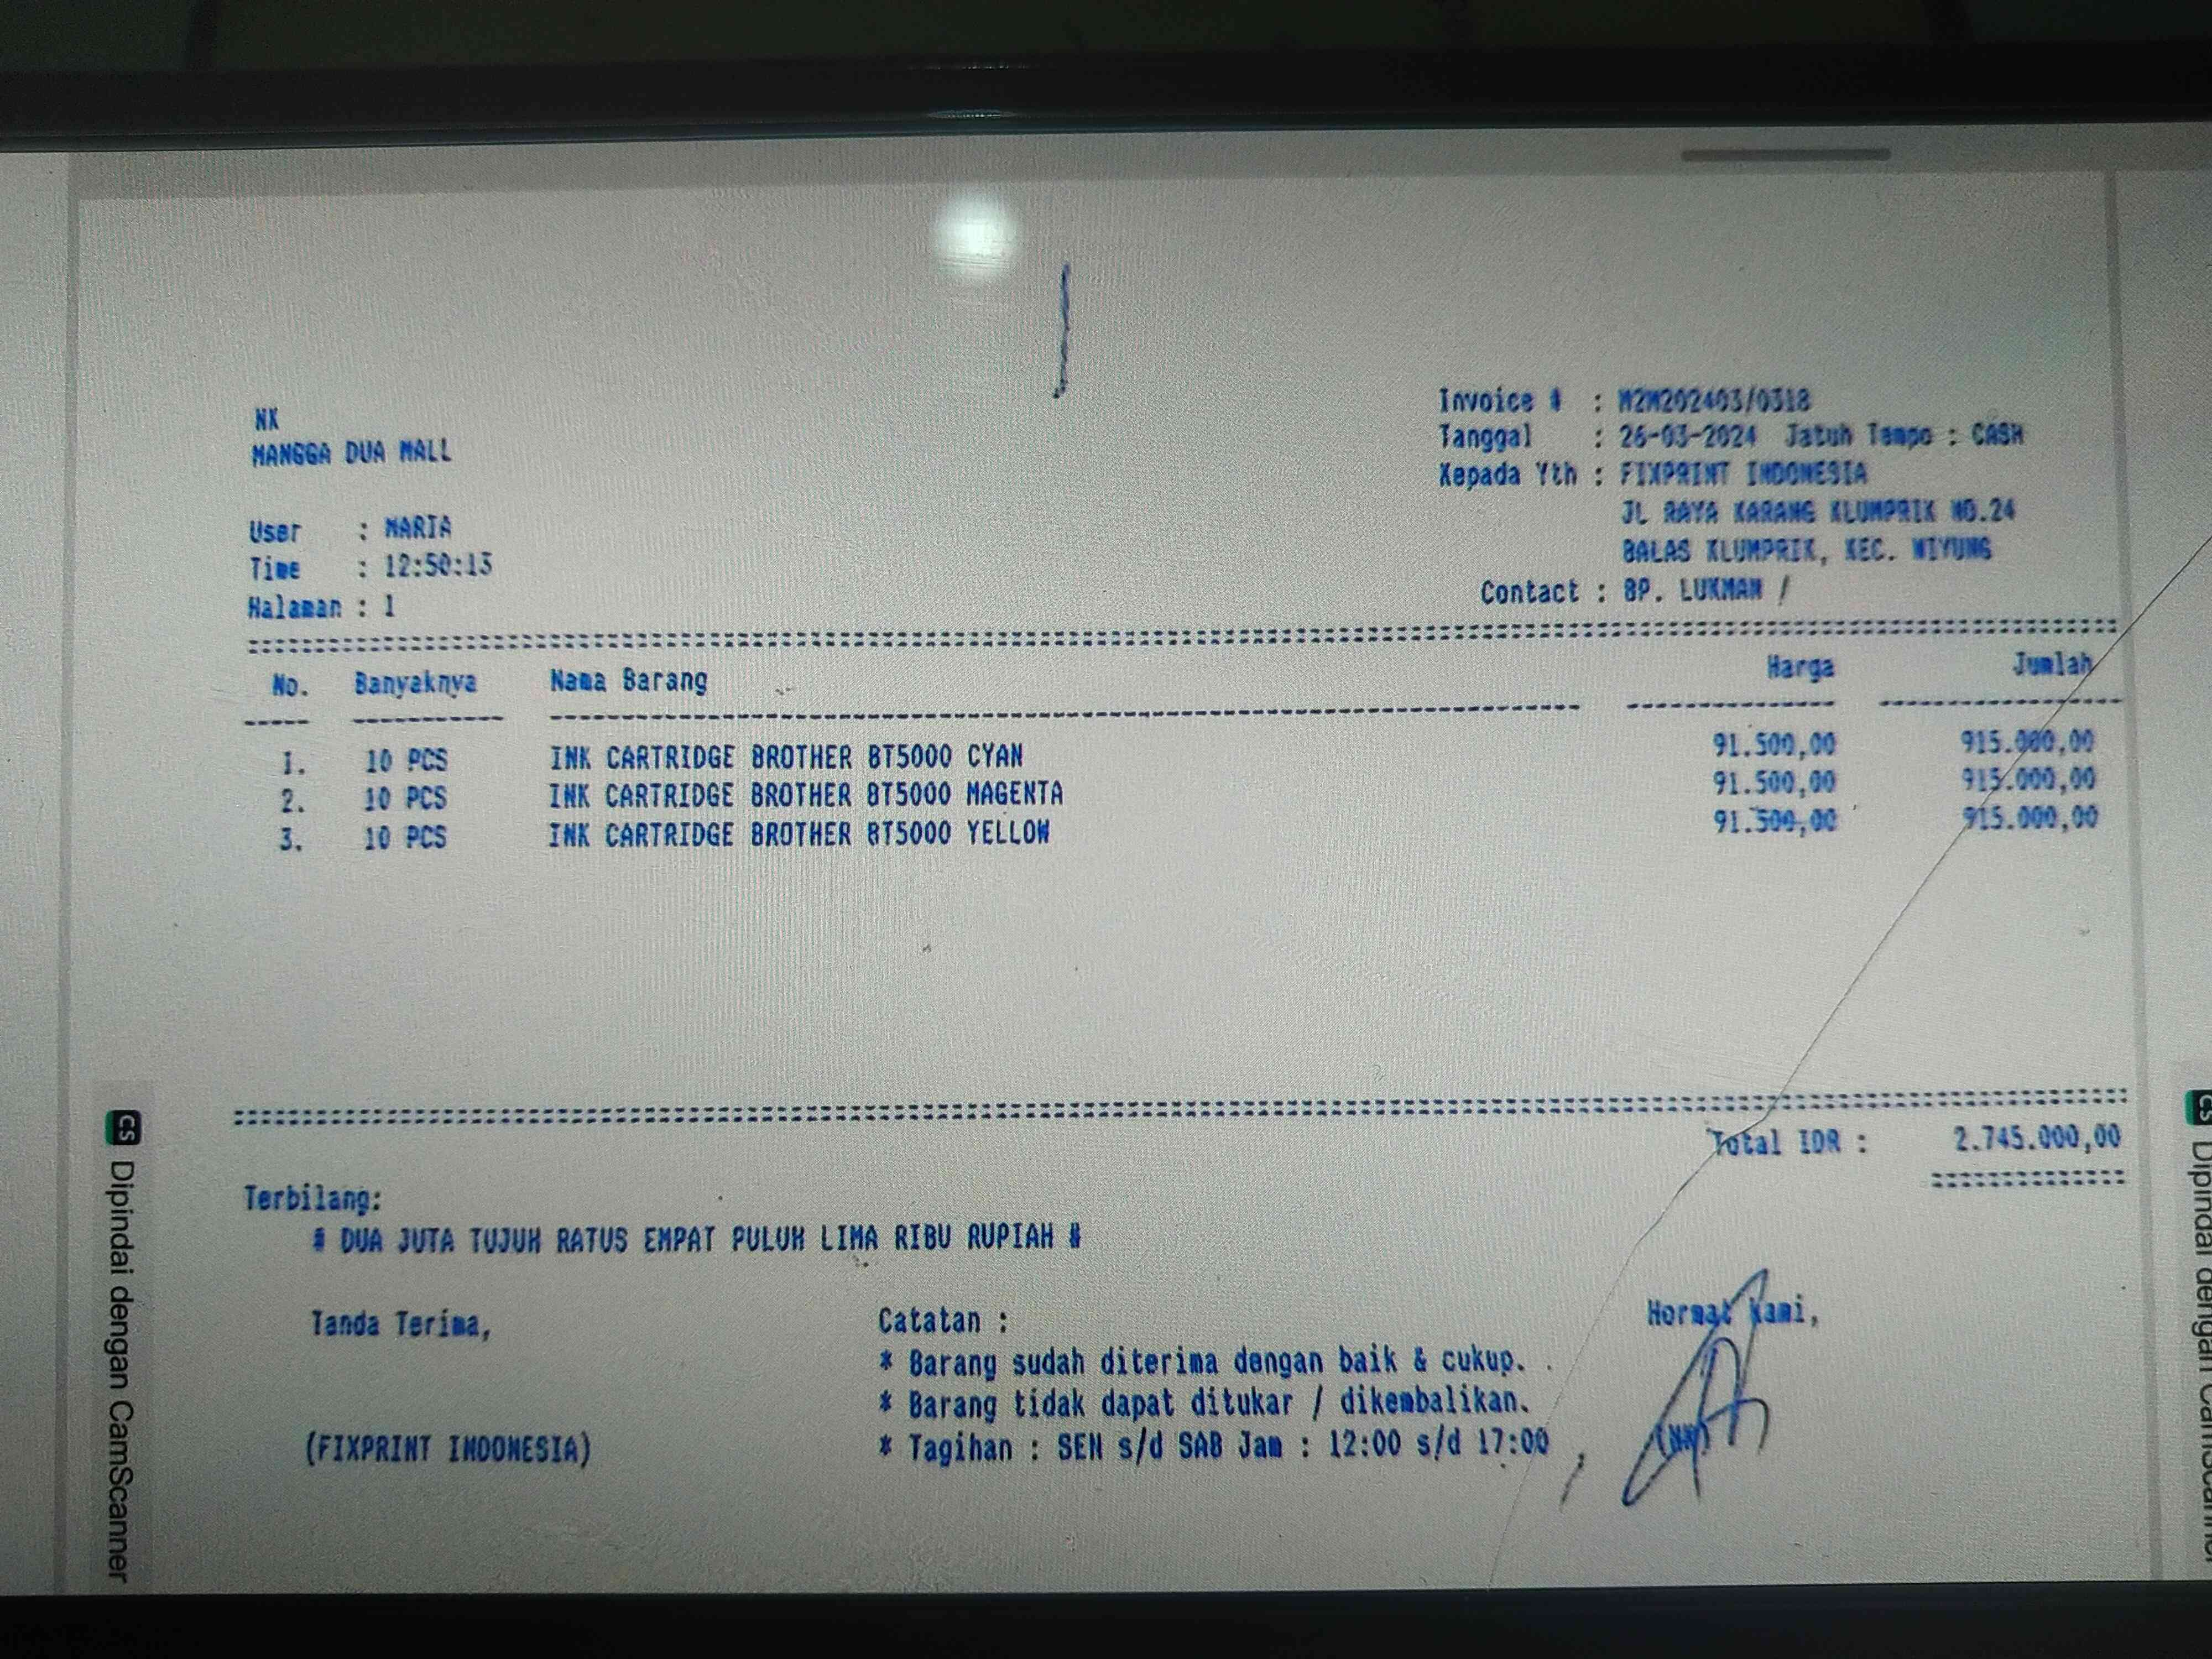 NK
MANGGA DUA MALL
User : MARIA
Time : 12:50:13
Halaman : 1
Invoice # : M2M202403/0318
Tanggal : 26-03-2024 Jatuh Tempo : CASH
Kepada Yth : FIXPRINT INDONESIA
JL RAYA KARANG KLUMPRIK NO.24
BALAS KLUMPRIK, KEC. WIYUNG
Contact : BP. LUKMAN /
No. Banyaknya Nama Barang Harga Jumlah
1. 10 PCS INK CARTRIDGE BROTHER BT5000 CYAN 91.500,00 915.000,00
2. 10 PCS INK CARTRIDGE BROTHER BT5000 MAGENTA 91.500,00 915.000,00
3. 10 PCS INK CARTRIDGE BROTHER BT5000 YELLOW 91.500,00 915.000,00
Total IDR : 2.745.000,00
Terbilang:
# DUA JUTA TUJUH RATUS EMPAT PULUH LIMA RIBU RUPIAH #
Tanda Terima,
(FIXPRINT INDONESIA)
Catatan :
* Barang sudah diterima dengan baik & cukup.
* Barang tidak dapat ditukar / dikembalikan.
* Tagihan : SEN s/d SAB Jam : 12:00 s/d 17:00
Hormat Kami,
CS Dipindai dengan CamScanner
CS Dipindai dengan CamScanner